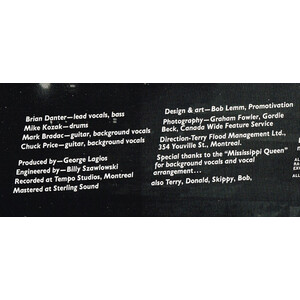 Brian Danter—lead vocals, bass
Mike Kozak—drums
Mark Bradac—guitar, background vocals
Chuck Price—guitar, background vocals
Produced by—George Lagios
Engineered by—Billy Szawlowski
Recorded at Tempo Studios, Montreal
Mastered at Sterling Sound
Design & art—Bob Lemm, Promotivation
Photography—Graham Fowler, Gordie
Beck, Canada Wide Feature Service
Direction-Terry Flood Management Ltd.,
354 Youville St., Montreal.
Special thanks to the "Mississippi Queen"
for background vocals and vocal
arrangement...
also Terry, Donald, Skippy, Bob,